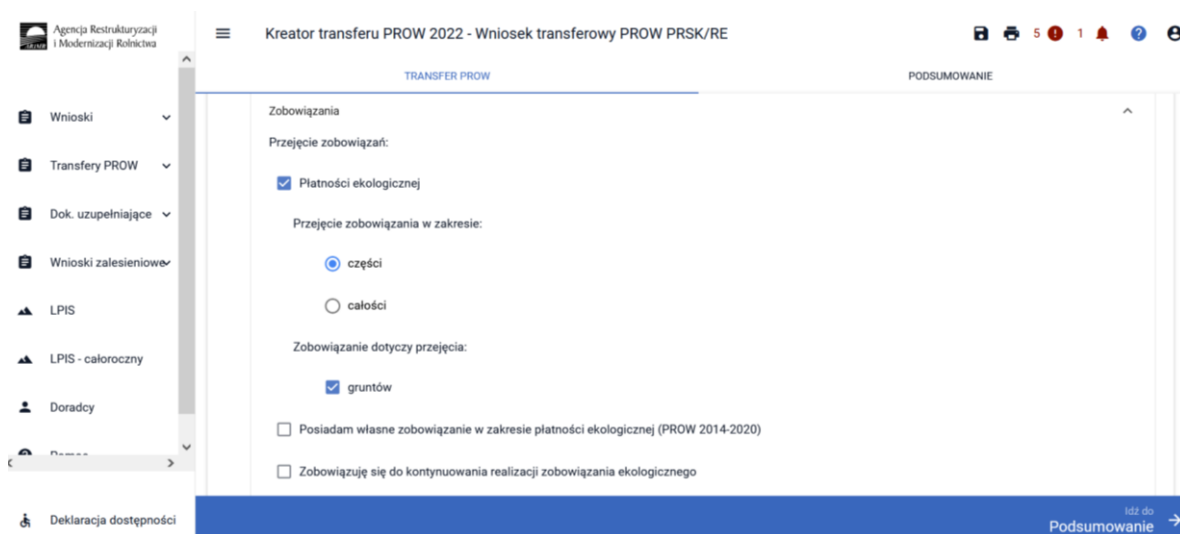 Agencja Restrukturyzacji
i Modernizacji Rolnictwa
Kreator transferu PROW 2022 - Wniosek transferowy PROW PRSK/RE
5
1
TRANSFER PROW
PODSUMOWANIE
Wnioski
Transfery PROW
Dok. uzupełniające
Wnioski zalesieniowe
LPIS
LPIS - całoroczny
Doradcy
Deklaracja dostępności
Zobowiązania
Przejęcie zobowiązań:
Płatności ekologicznej
Przejęcie zobowiązania w zakresie:
części
całości
Zobowiązanie dotyczy przejęcia:
gruntów
Posiadam własne zobowiązanie w zakresie płatności ekologicznej (PROW 2014-2020)
Zobowiązuję się do kontynuowania realizacji zobowiązania ekologicznego
Idź do
Podsumowanie